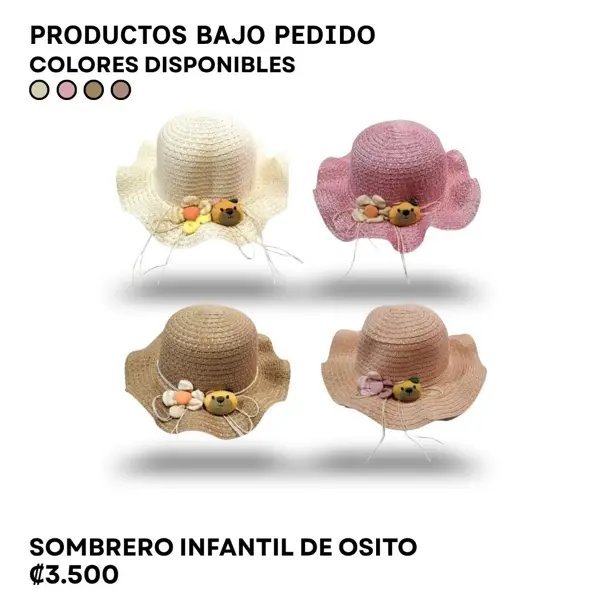 PRODUCTOS BAJO PEDIDO
COLORES DISPONIBLES
SOMBRERO INFANTIL DE OSITO
₡3.500